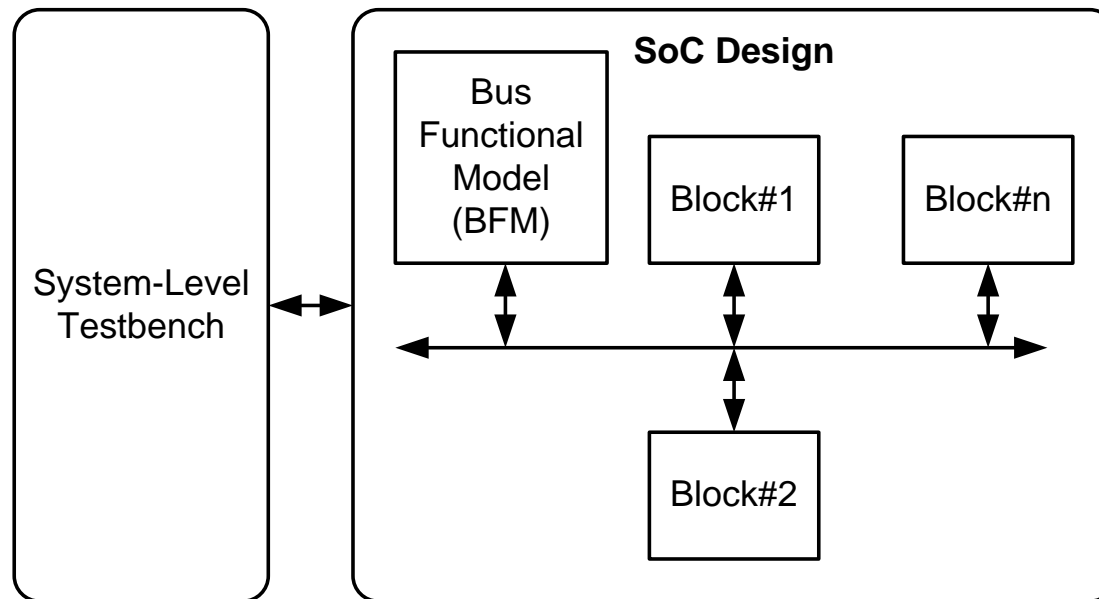 System-Level
Testbench
SoC Design
Bus
Functional
Model
(BFM)
Block#1
Block#n
Block#2